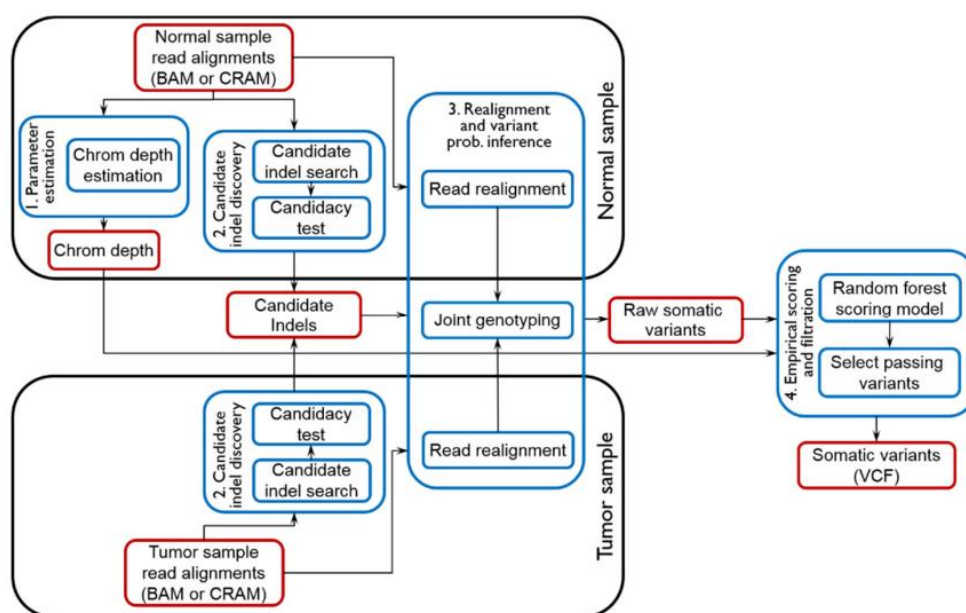 Normal sample
read alignments
(BAM or CRAM)
1. Parameter
estimation
Chrom depth
estimation
Chrom depth
2. Candidate
indel discovery
Candidate
indel search
Candidacy
test
3. Realignment
and variant
prob. inference
Read realignment
Normal sample
Candidate
Indels
Joint genotyping
Raw somatic
variants
4. Empirical scoring
and filtration
Random forest
scoring model
Select passing
variants
Somatic variants
(VCF)
2. Candidate
indel discovery
Candidacy
test
Candidate
indel search
Read realignment
Tumor sample
Tumor sample
read alignments
(BAM or CRAM)